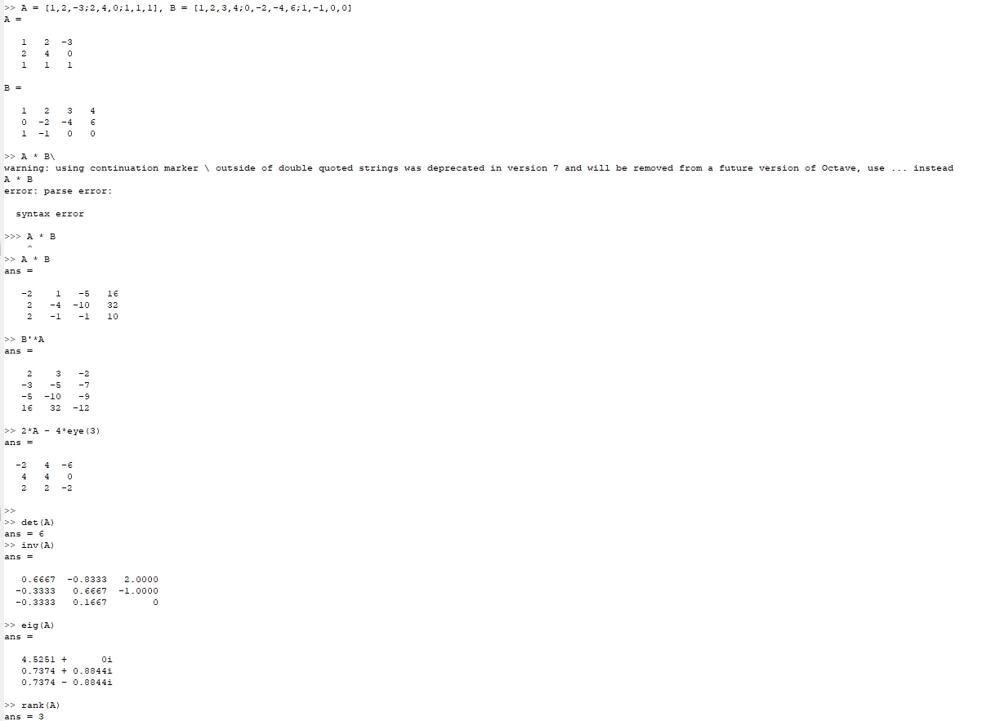 >> A = [1,2,-3;2,4,0;1,1,1], B = [1,2,3,4;0,-2,-4,6;1,-1,0,0]
A =
1 2 -3
2 4 0
1 1 1
B =
1 2 3 4
0 -2 -4 6
1 -1 0 0
>> A * B\
warning: using continuation marker \ outside of double quoted strings was deprecated in version 7 and will be removed from a future version of Octave, use ... instead
A * B
error: parse error:
syntax error
>>> A * B
^
>> A * B
ans =
-2 1 -5 16
2 -4 -10 32
2 -1 -1 10
>> B'*A
ans =
2 3 -2
-3 -5 -7
-5 -10 -9
16 32 -12
>> 2*A - 4*eye(3)
ans =
-2 4 -6
4 4 0
2 2 -2
>>
>> det(A)
ans = 6
>> inv(A)
ans =
0.6667 -0.8333 2.0000
-0.3333 0.6667 -1.0000
-0.3333 0.1667 0
>> eig(A)
ans =
4.5251 + 0i
0.7374 + 0.8844i
0.7374 - 0.8844i
>> rank(A)
ans = 3